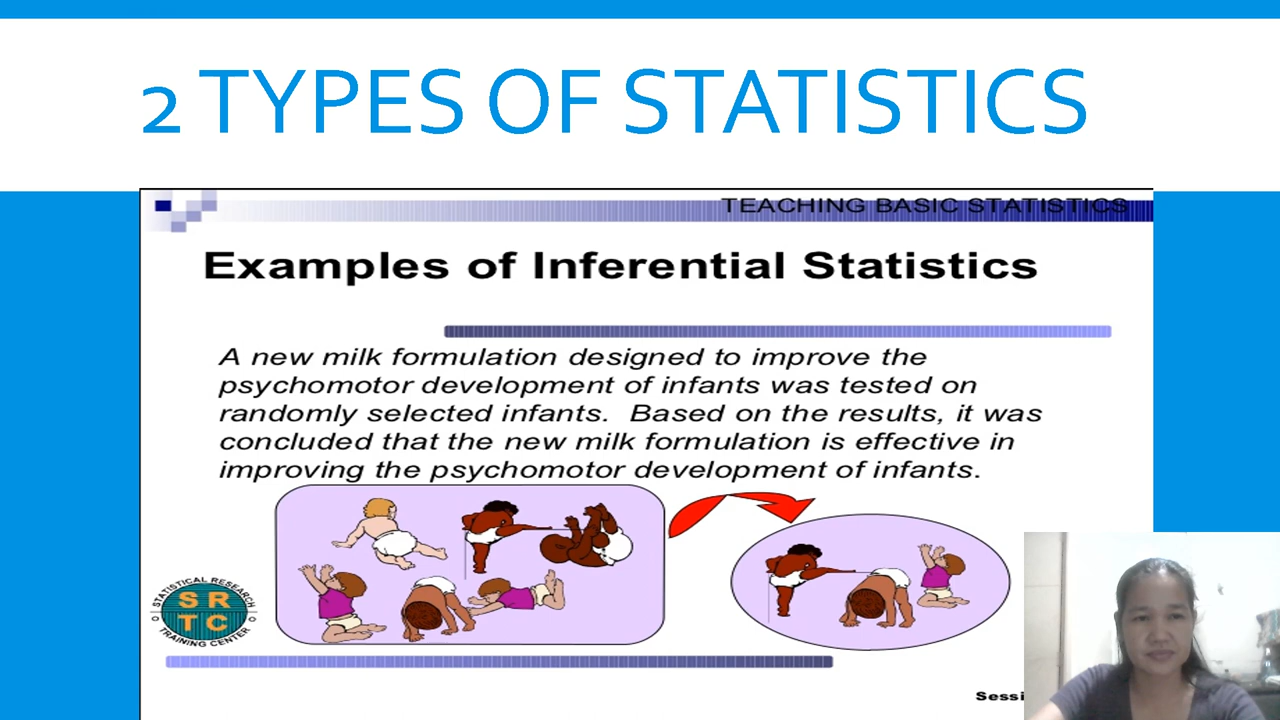 2 TYPES OF STATISTICS
TEACHING BASIC STATISTICS
Examples of Inferential Statistics
A new milk formulation designed to improve the
psychomotor development of infants was tested on
randomly selected infants.  Based on the results, it was
concluded that the new milk formulation is effective in
improving the psychomotor development of infants.
STATISTICAL RESEARCH
SR
TC
TRAINING CENTER